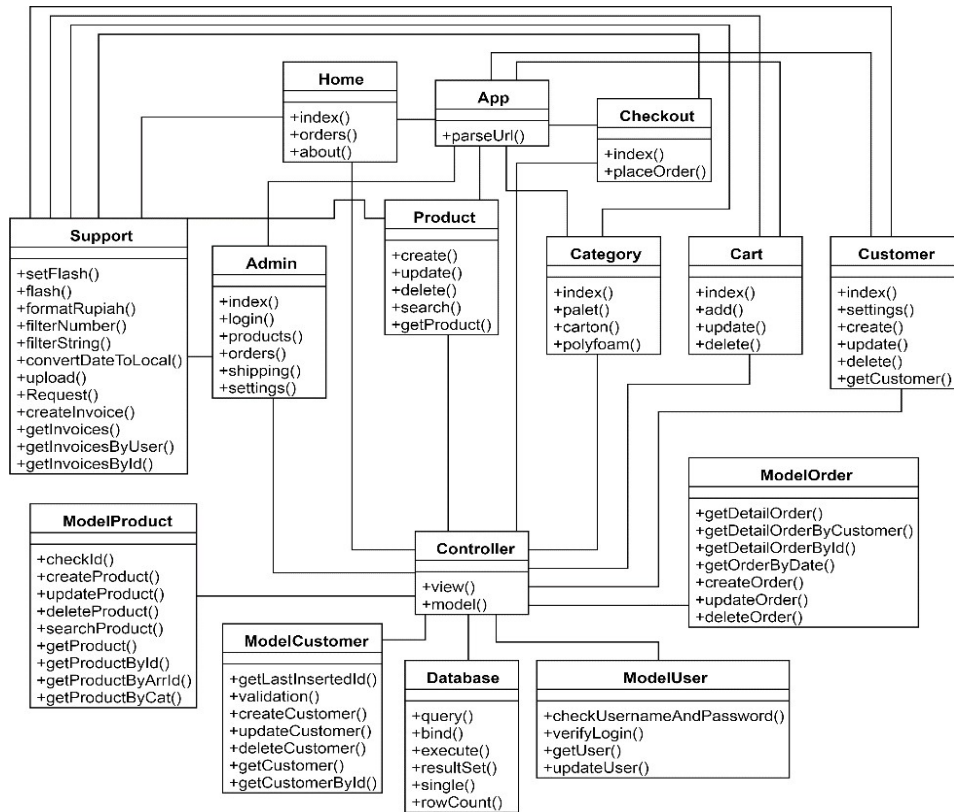 Home
+index()
+orders()
+about()
App
+parseUrl()
Checkout
+index()
+placeOrder()
Support
+setFlash()
+flash()
+formatRupiah()
+filterNumber()
+filterString()
+convertDateToLocal()
+upload()
+Request()
+createInvoice()
+getInvoices()
+getInvoicesByUser()
+getInvoicesById()
Admin
+index()
+login()
+products()
+orders()
+shipping()
+settings()
Product
+create()
+update()
+delete()
+search()
+getProduct()
Category
+index()
+palet()
+carton()
+polyfoam()
Cart
+index()
+add()
+update()
+delete()
Customer
+index()
+settings()
+create()
+update()
+delete()
+getCustomer()
ModelProduct
+checkId()
+createProduct()
+updateProduct()
+deleteProduct()
+searchProduct()
+getProduct()
+getProductById()
+getProductByArrId()
+getProductByCat()
Controller
+view()
+model()
ModelOrder
+getDetailOrder()
+getDetailOrderByCustomer()
+getDetailOrderById()
+getOrderByDate()
+createOrder()
+updateOrder()
+deleteOrder()
ModelCustomer
+getLastInsertedId()
+validation()
+createCustomer()
+updateCustomer()
+deleteCustomer()
+getCustomer()
+getCustomerById()
Database
+query()
+bind()
+execute()
+resultSet()
+single()
+rowCount()
ModelUser
+checkUsernameAndPassword()
+verifyLogin()
+getUser()
+updateUser()